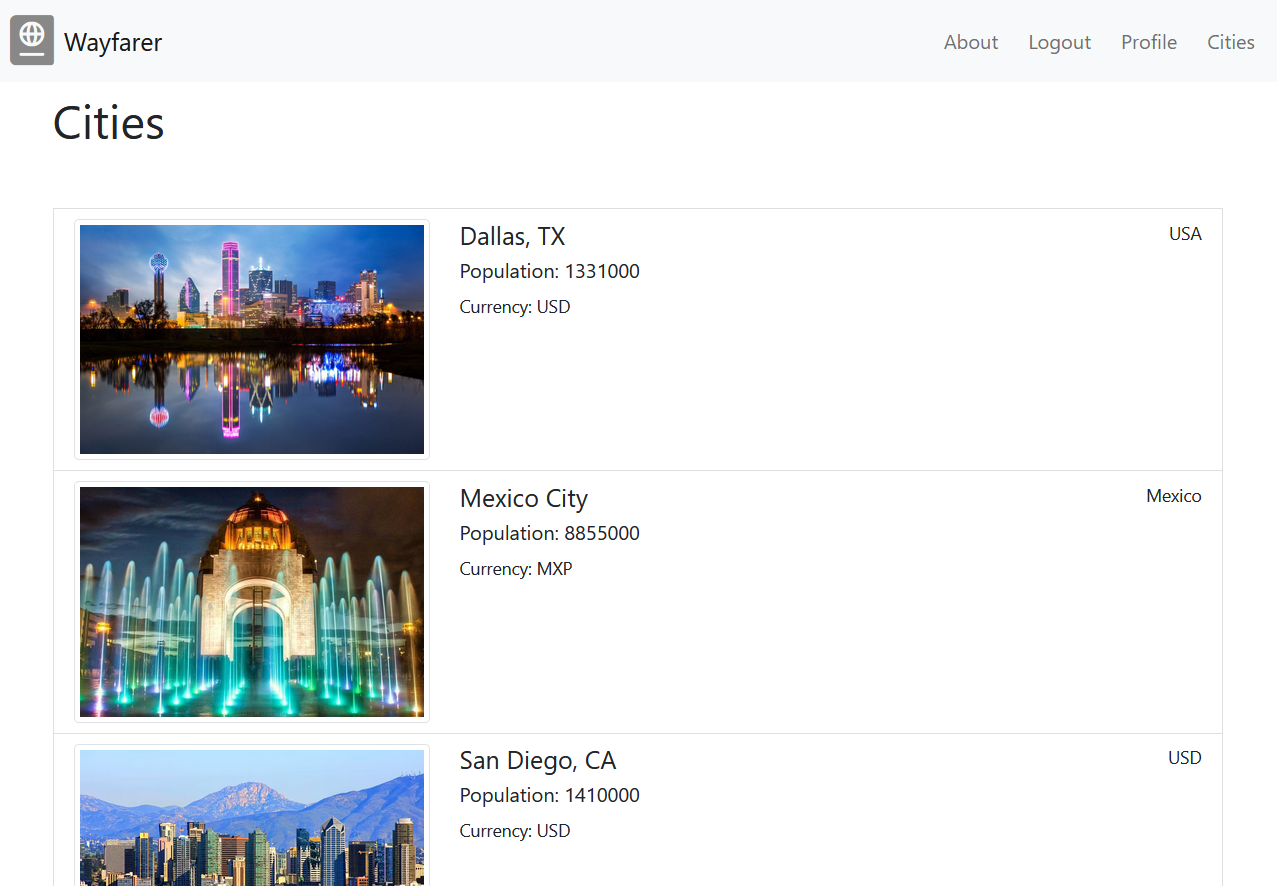 Wayfarer
About Logout Profile Cities
Cities
Dallas, TX
USA
Population: 1331000
Currency: USD
Mexico City
Mexico
Population: 8855000
Currency: MXP
San Diego, CA
USD
Population: 1410000
Currency: USD